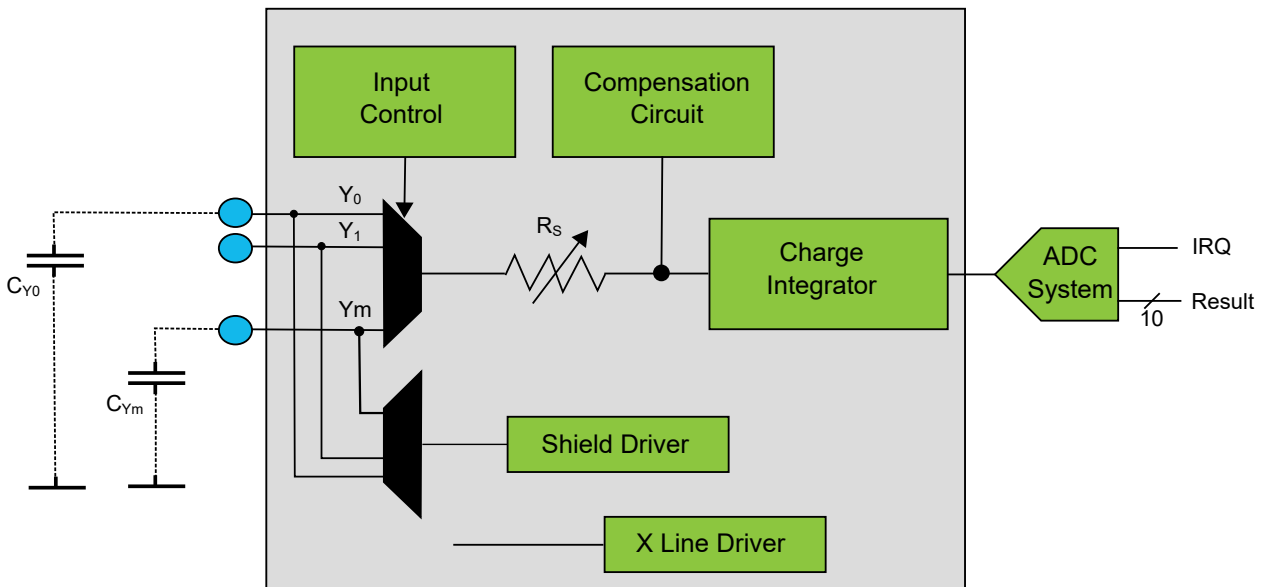 Input
Control
Compensation
Circuit
Y0
Y1
Ym
RS
Charge
Integrator
ADC
System
IRQ
Result
10
CY0
CYm
Shield Driver
X Line Driver